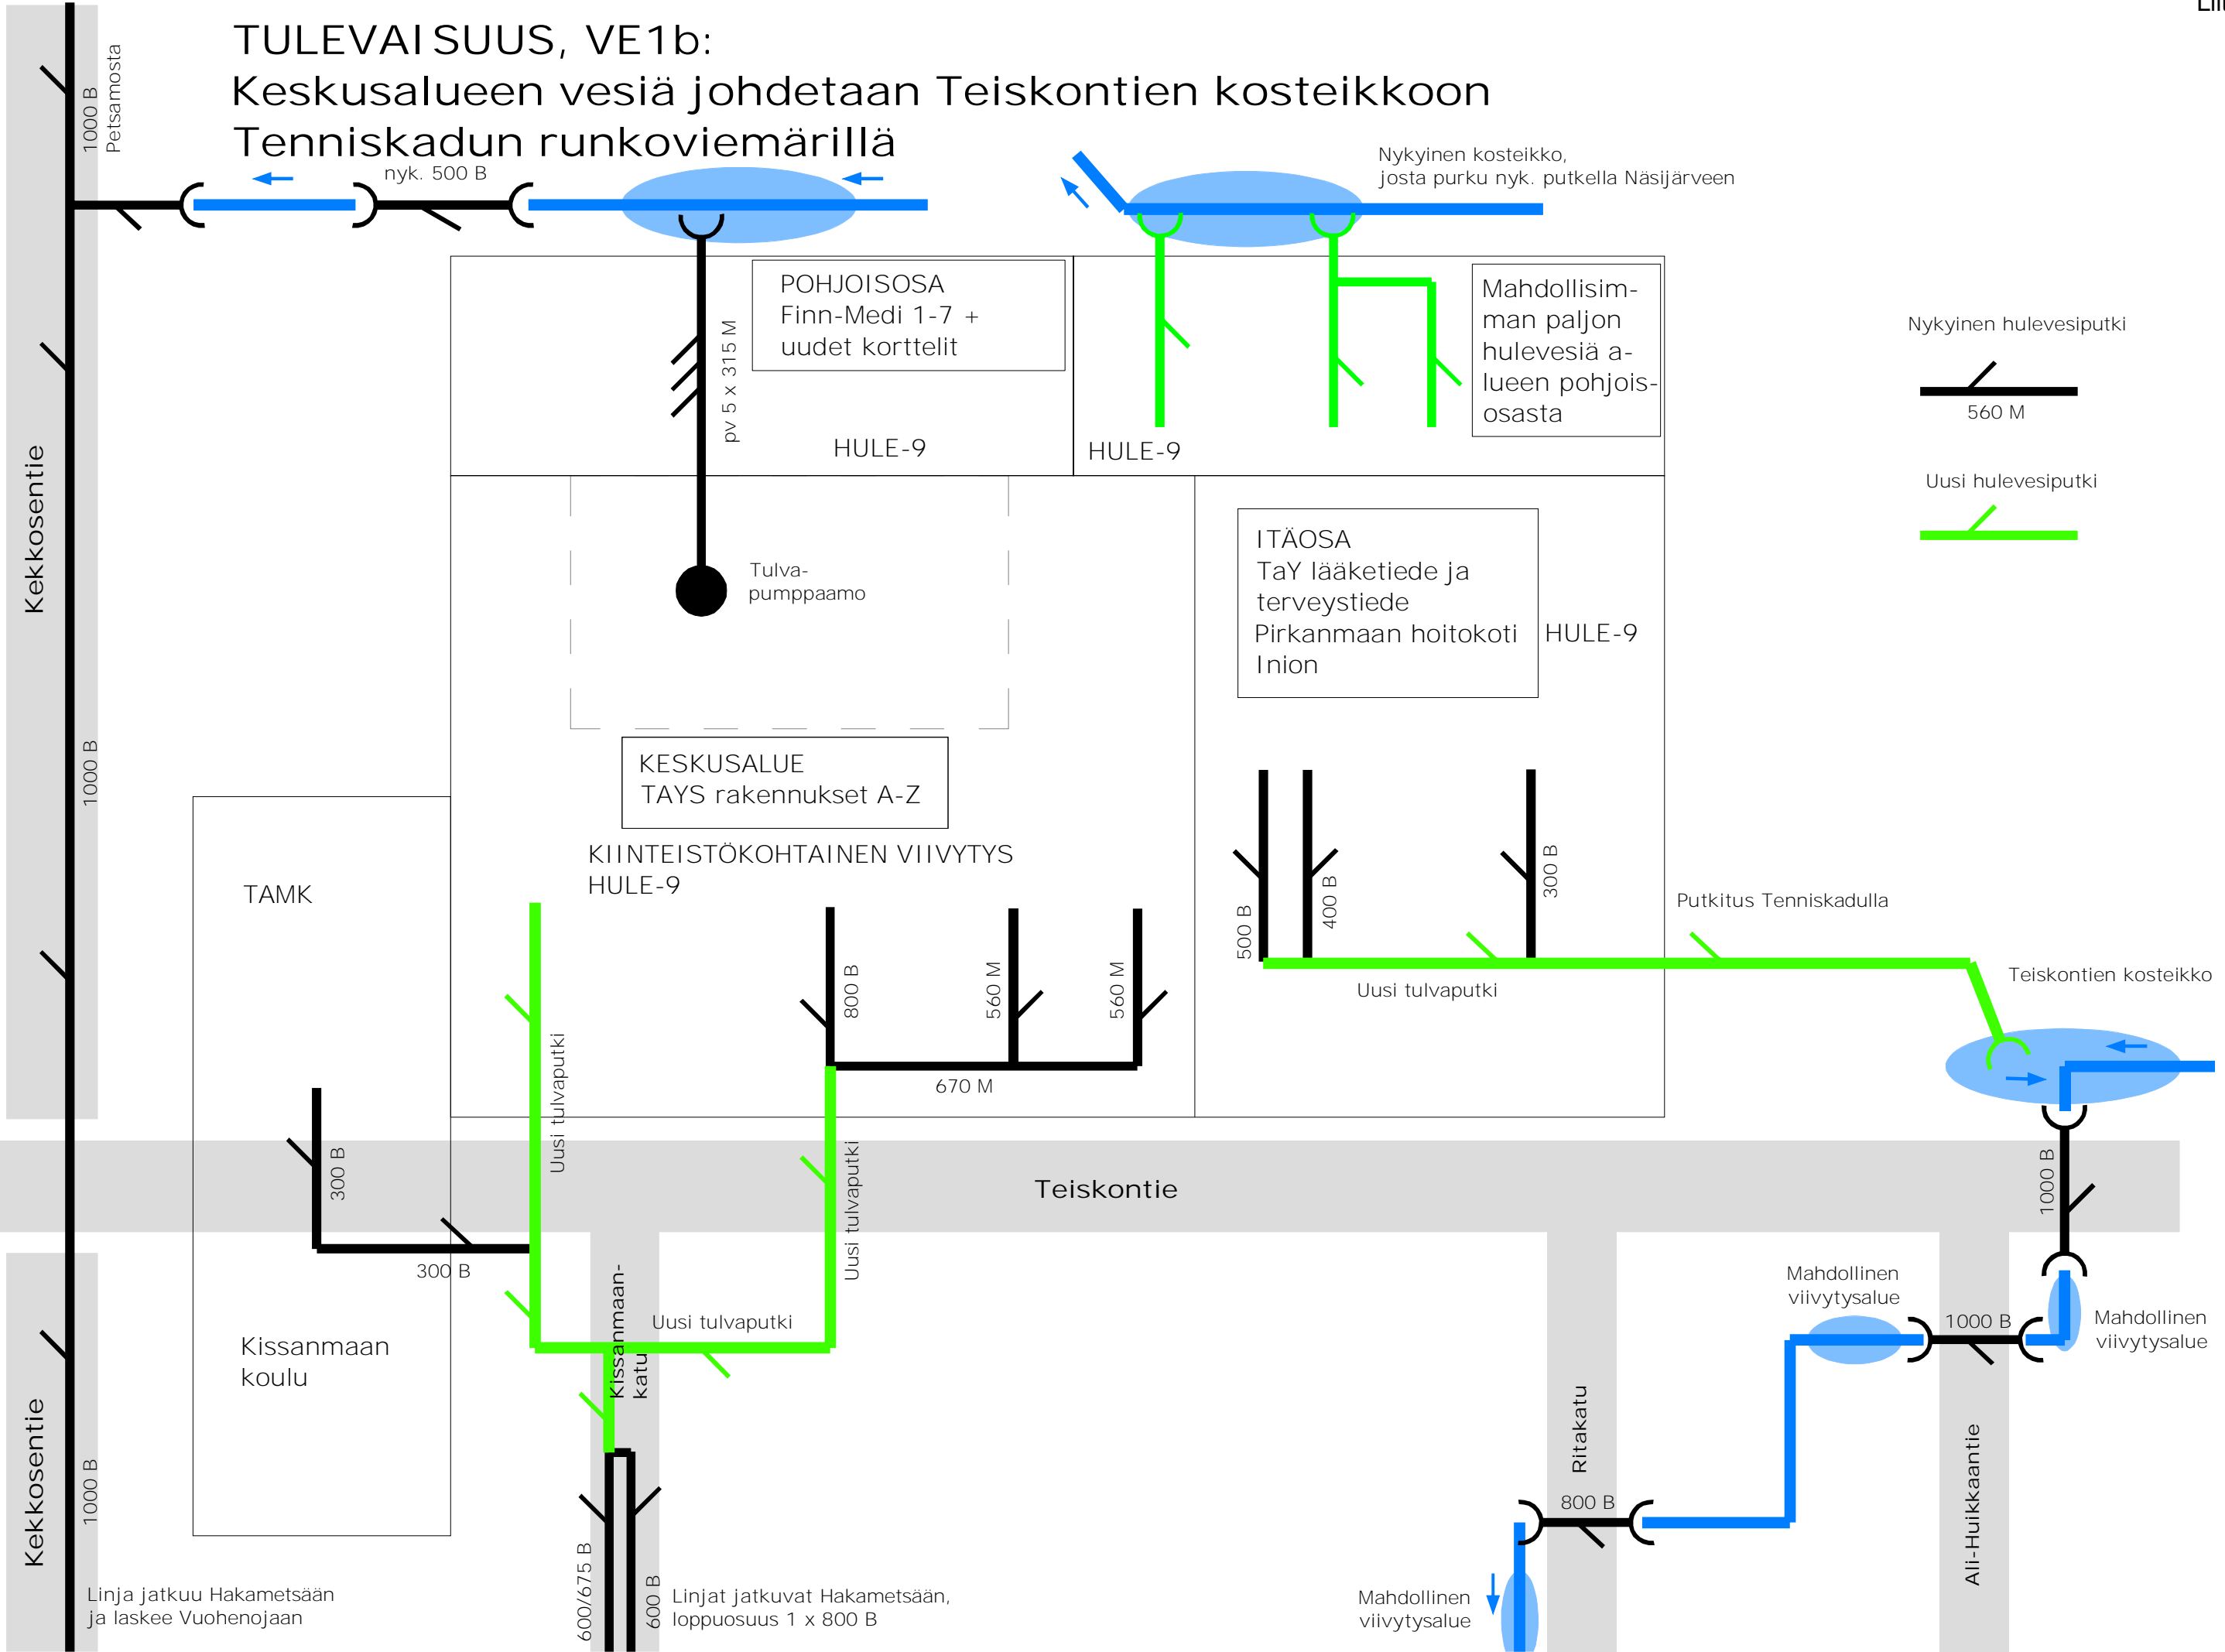 Liit
TULEVAISUUS, VE1b:
Keskusalueen vesiä johdetaan Teiskontien kosteikkoon
Tenniskadun runkoviemärillä
1000 B
Petsamosta
nyk. 500 B
Nykyinen kosteikko,
josta purku nyk. putkella Näsijärveen
POHJOISOSA
Finn-Medi 1-7 +
uudet korttelit
pv 5 x 315 M
HULE-9
HULE-9
Mahdollisim-
man paljon
hulevesiä a-
lueen pohjois-
osasta
Nykyinen hulevesiputki
560 M
Uusi hulevesiputki
Kekkosentie
Tulva-
pumppaamo
ITÄOSA
TaY lääketiede ja
terveystiede
Pirkanmaan hoitokoti
Inion
HULE-9
1000 B
KESKUSALUE
TAYS rakennukset A-Z
KIINTEISTÖKOHTAINEN VIIVYTYS
HULE-9
TAMK
500 B
400 B
300 B
Putkitus Tenniskadulla
Uusi tulvaputki
Teiskontien kosteikko
800 B
560 M
560 M
670 M
Uusi tulvaputki
Uusi tulvaputki
300 B
300 B
Teiskontie
1000 B
Kissanmaan-
katu
Uusi tulvaputki
Kissanmaan
koulu
Mahdollinen
viivytysalue
1000 B
Mahdollinen
viivytysalue
Kekkosentie
1000 B
Ritakatu
800 B
Ali-Huikkaantie
600/675 B
600 B
Linja jatkuu Hakametsään
ja laskee Vuohenojaan
Linjat jatkuvat Hakametsään,
loppuosuus 1 x 800 B
Mahdollinen
viivytysalue